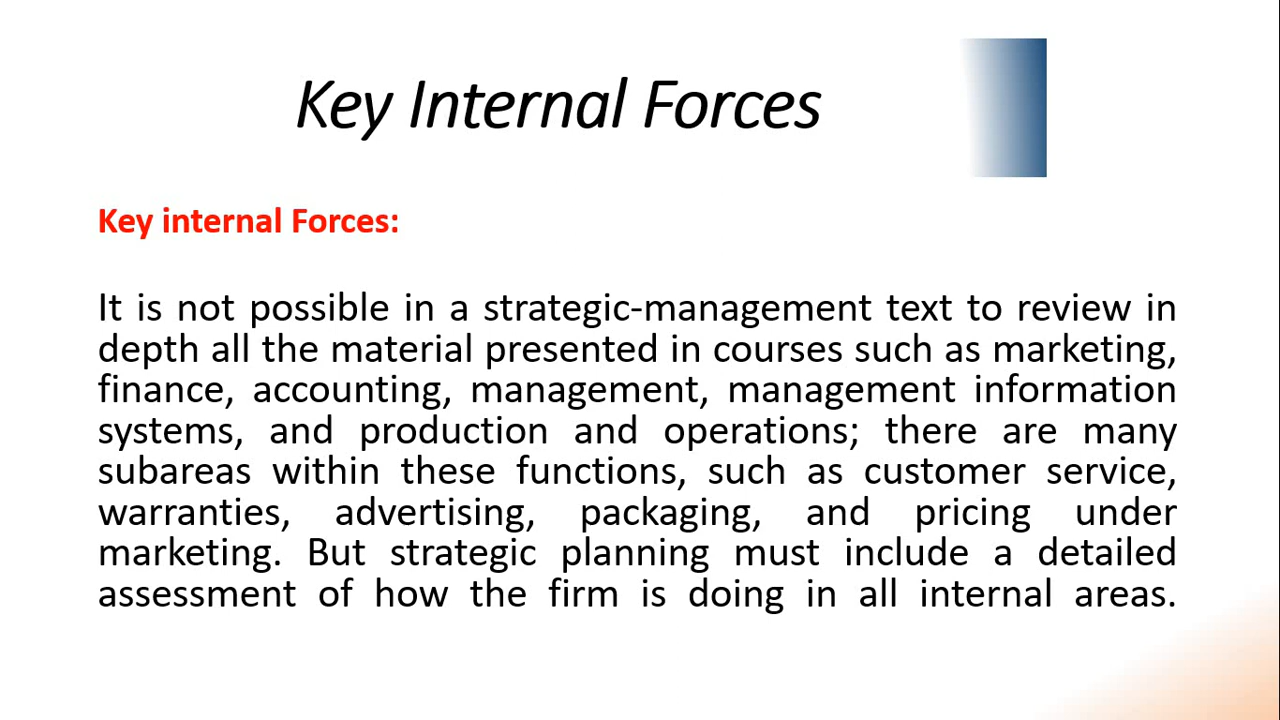 Key Internal Forces
Key internal Forces:
It is not possible in a strategic-management text to review in
depth all the material presented in courses such as marketing,
finance, accounting, management, management information
systems, and production and operations; there are many
subareas within these functions, such as customer service,
warranties, advertising, packaging, and pricing under
marketing. But strategic planning must include a detailed
assessment of how the firm is doing in all internal areas.